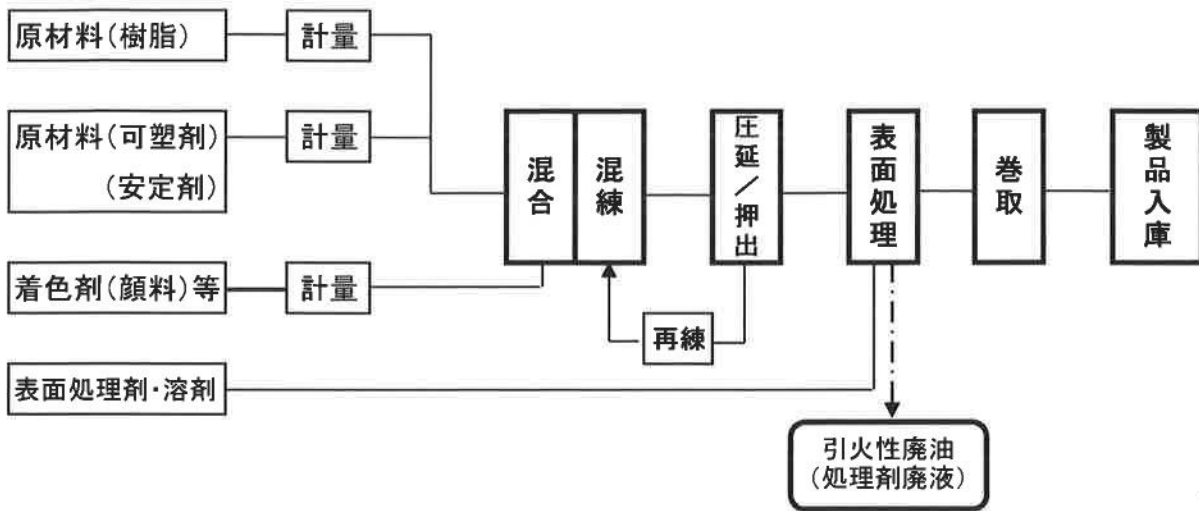 原材料(樹脂)
計量
原材料(可塑剤)
(安定剤)
計量
着色剤(顔料)等
計量
表面処理剤・溶剤
混合
混練
圧延/押出
表面処理
巻取
製品入庫
再練
引火性廃油
(処理剤廃液)